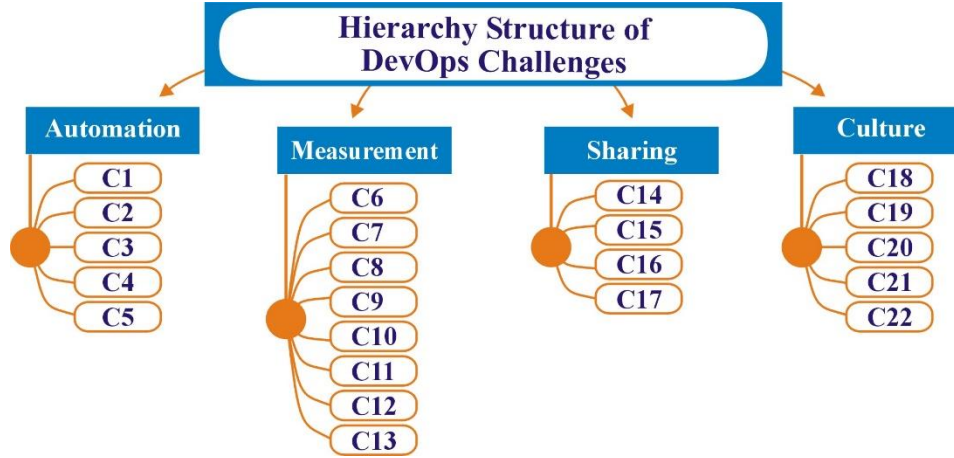 Hierarchy Structure of
DevOps Challenges
Automation
C1
C2
C3
C4
C5
Measurement
C6
C7
C8
C9
C10
C11
C12
C13
Sharing
C14
C15
C16
C17
Culture
C18
C19
C20
C21
C22